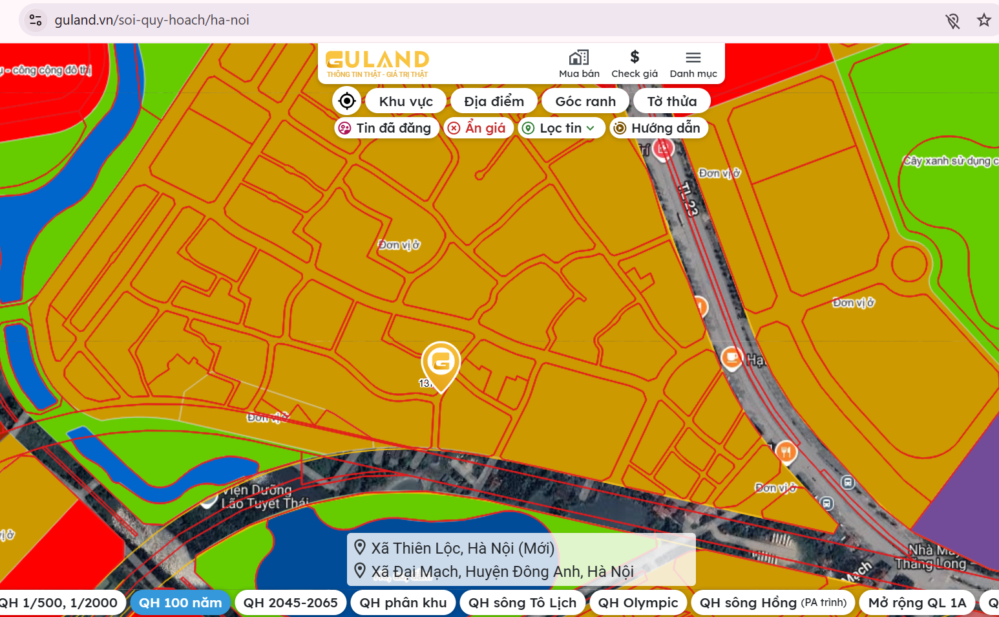 guland.vn/soi-quy-hoach/ha-noi
GULAND
THÔNG TIN THẬT - GIÁ TRỊ THẬT
Mua bán
Check giá
Danh mục
Khu vực
Địa điểm
Góc ranh
Tờ thửa
Tin đã đăng
Ẩn giá
Lọc tin
Hướng dẫn
- công cộng đô thị
Đơn vị ở
TL.23
Cây xanh sử dụng c
Đơn vị ở
Đơn vị ở
Đơn vị ở
Đơn vị ở
Viện Dưỡng
Lão Tuyết Thái
Nhà Má
Thăng Long -
Mạch
Xã Thiên Lộc, Hà Nội (Mới)
Xã Đại Mạch, Huyện Đông Anh, Hà Nội
QH 1/500, 1/2000
QH 100 năm
QH 2045-2065
QH phân khu
QH sông Tô Lịch
QH Olympic
QH sông Hồng (PA trình)
Mở rộng QL 1A